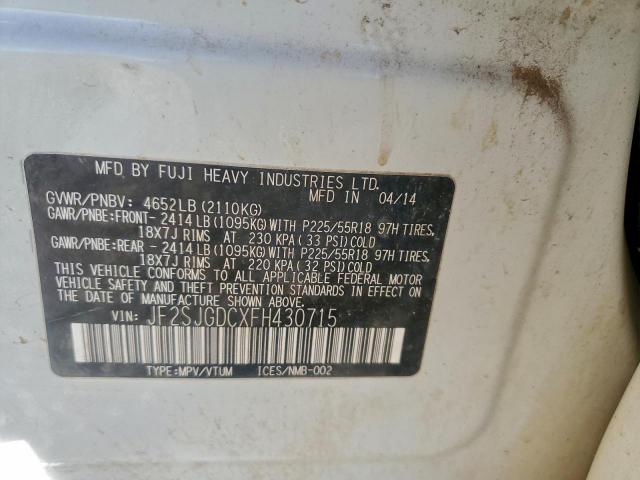 MFD BY FUJI HEAVY INDUSTRIES LTD.
MFD IN 04/14
GVWR/PNBV: 4652LB (2110KG)
GAWR/PNBE:FRONT- 2414LB(1095KG)WITH P225/55R18 97H TIRES.
18X7J RIMS AT 230 KPA( 33 PSI)COLD
GAWR/PNBE:REAR - 2414LB(1095KG)WITH P225/55R18 97H TIRES.
18X7J RIMS AT 220 KPA( 32 PSI)COLD
THIS VEHICLE CONFORMS TO ALL APPLICABLE FEDERAL MOTOR
VEHICLE SAFETY AND THEFT PREVENTION STANDARDS IN EFFECT
ON THE DATE OF MANUFACTURE SHOWN ABOVE.
VIN: JF2SJGDCXFH430715
TYPE:MPV/VTUM ICES/NMB-002